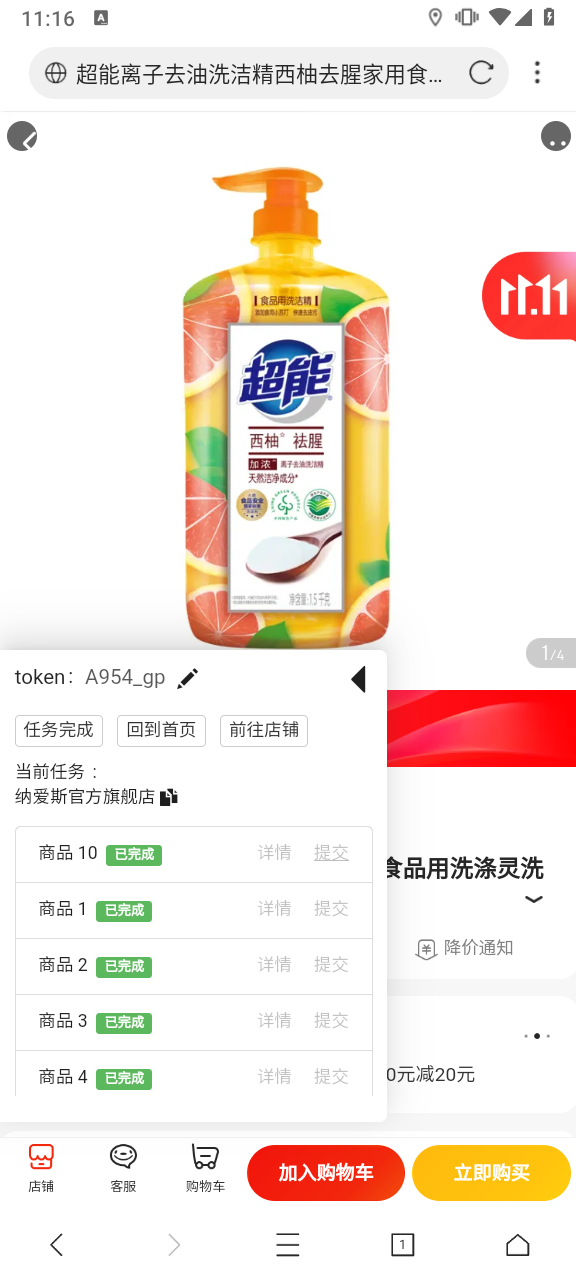 11:16
A
超能离子去油洗洁精西柚去腥家用食...
11.11
食品用洗洁精
超能
西柚 祛腥
加浓 离子去油洗洁精
天然洁净成分*
净含量:1.5千克
1/4
token: A954_gp
任务完成 回到首页 前往店铺
当前任务：
纳爱斯官方旗舰店
商品 10 已完成 详情 提交
商品 1 已完成 详情 提交
商品 2 已完成 详情 提交
商品 3 已完成 详情 提交
商品 4 已完成 详情 提交
食品用洗涤灵洗
降价通知
0元减20元
店铺 客服 购物车 加入购物车 立即购买
1